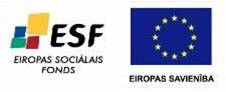 ESF
EIROPAS SOCIĀLAIS
FONDS
EIROPAS SAVIENĪBA